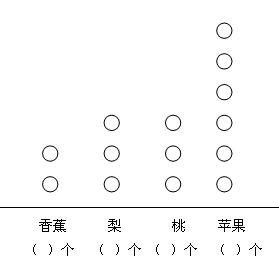 香蕉 梨 桃 苹果
（ ）个 （ ）个 （ ）个 （ ）个